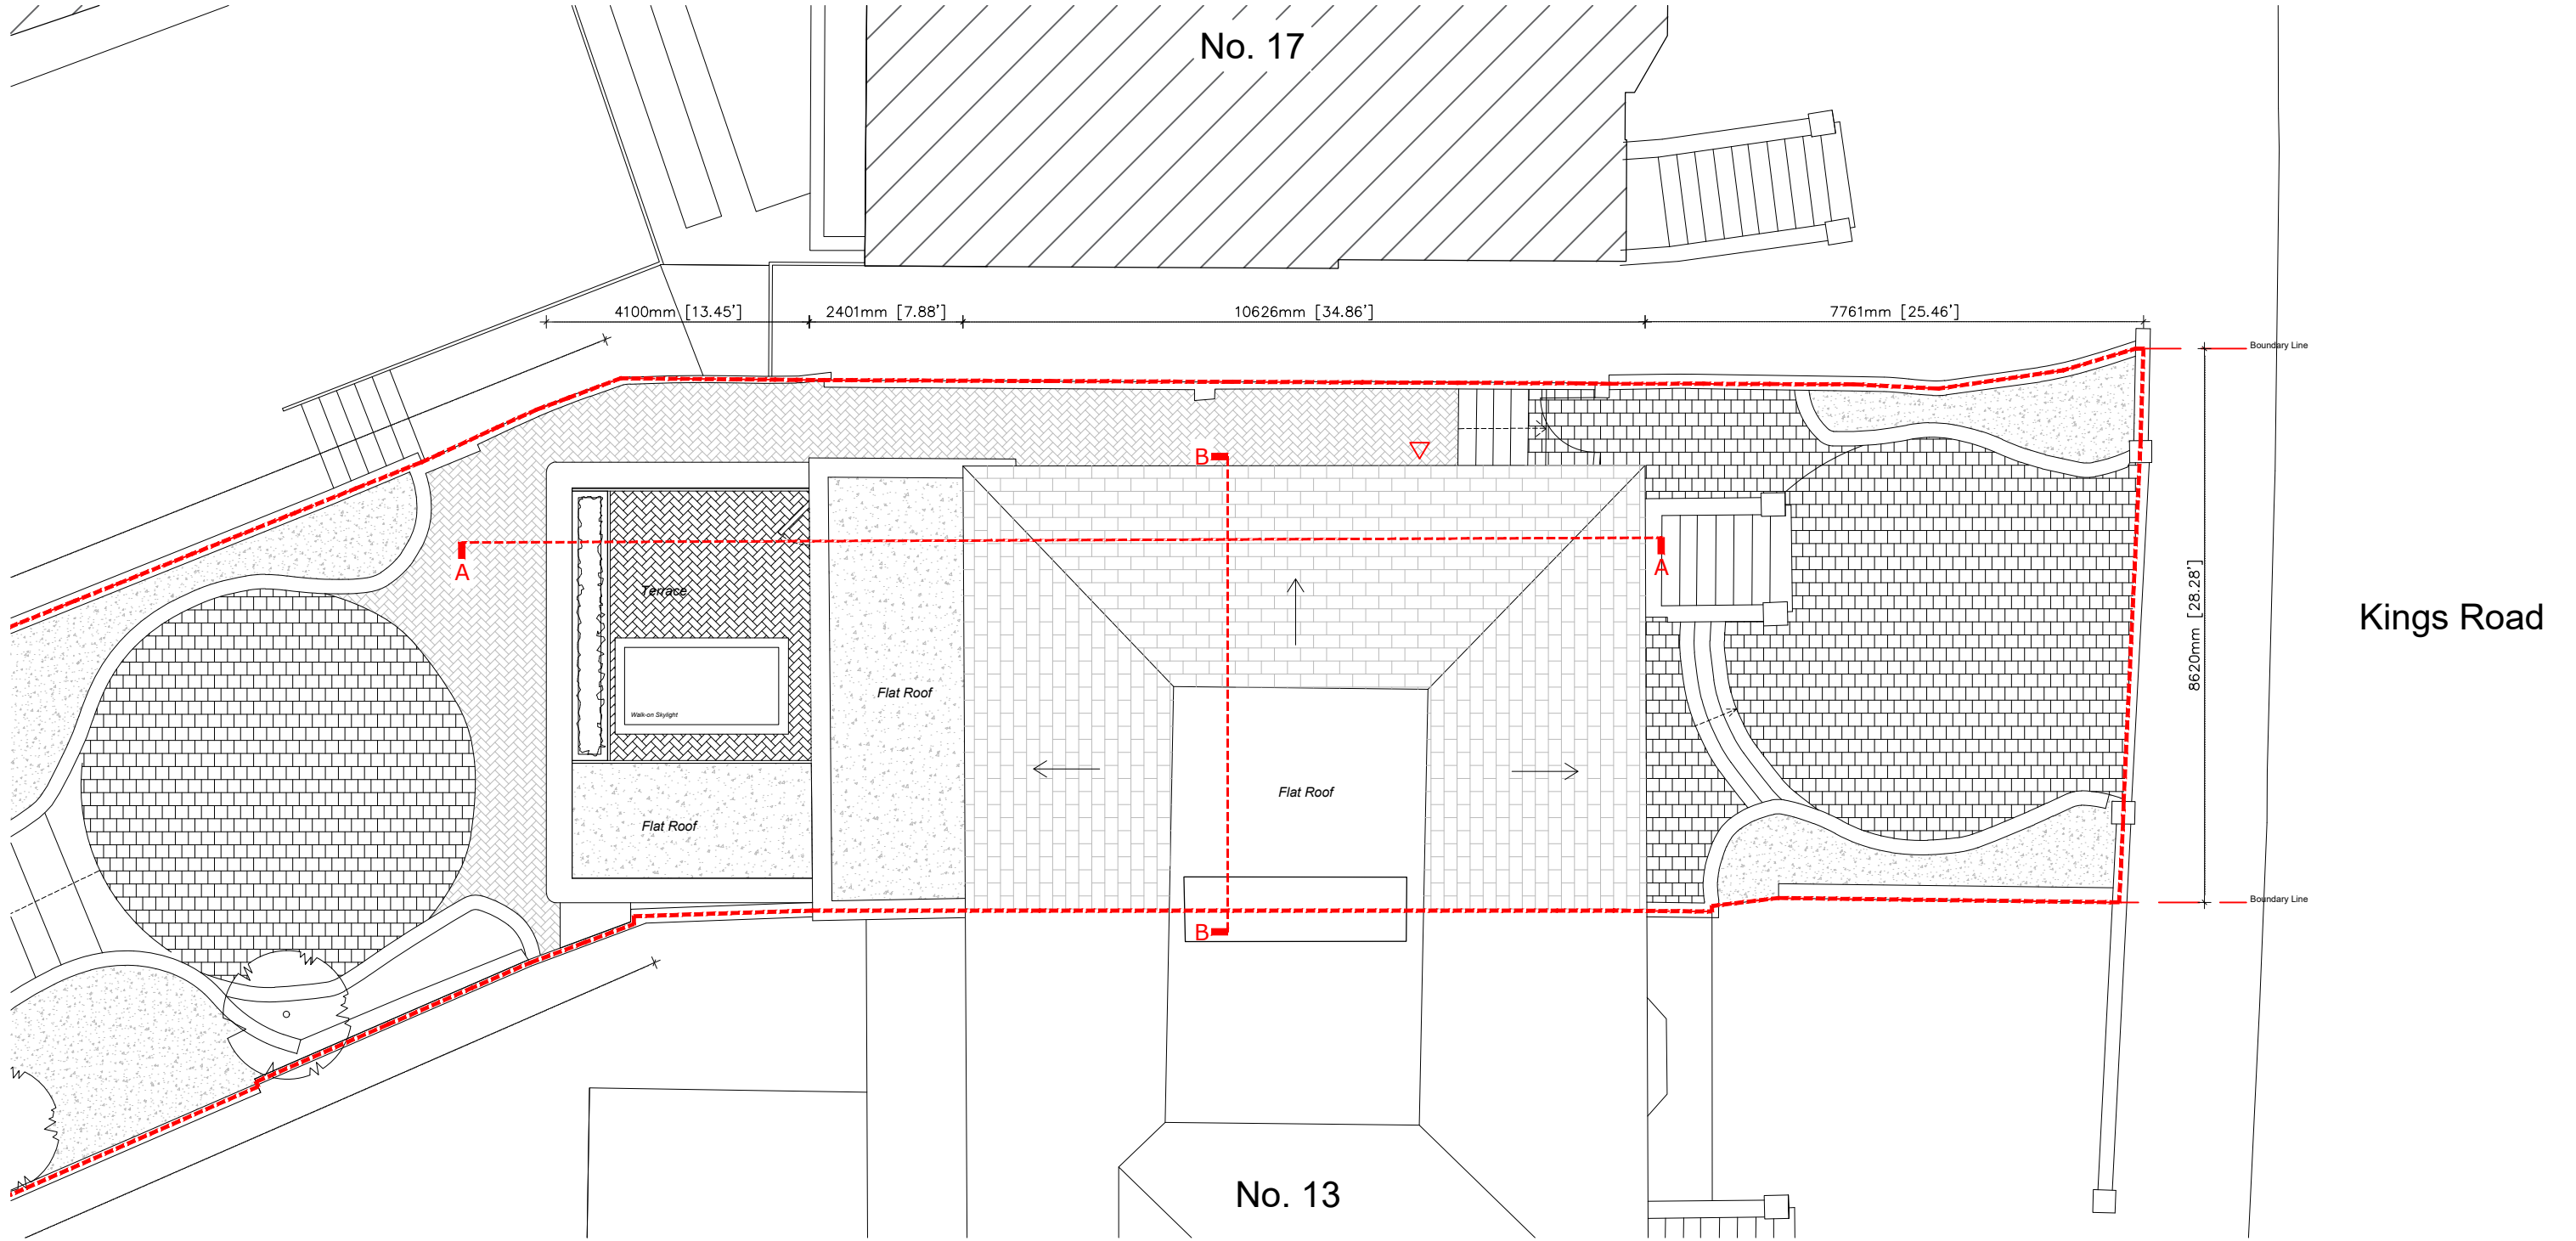 No. 17
4100mm [13.45']
2401mm [7.88']
10626mm [34.86']
7761mm [25.46']
Boundary Line
B
A
A
Terrace
8620mm [28.28']
Kings Road
Flat Roof
Walk-on Skylight
Flat Roof
Flat Roof
Boundary Line
B
No. 13